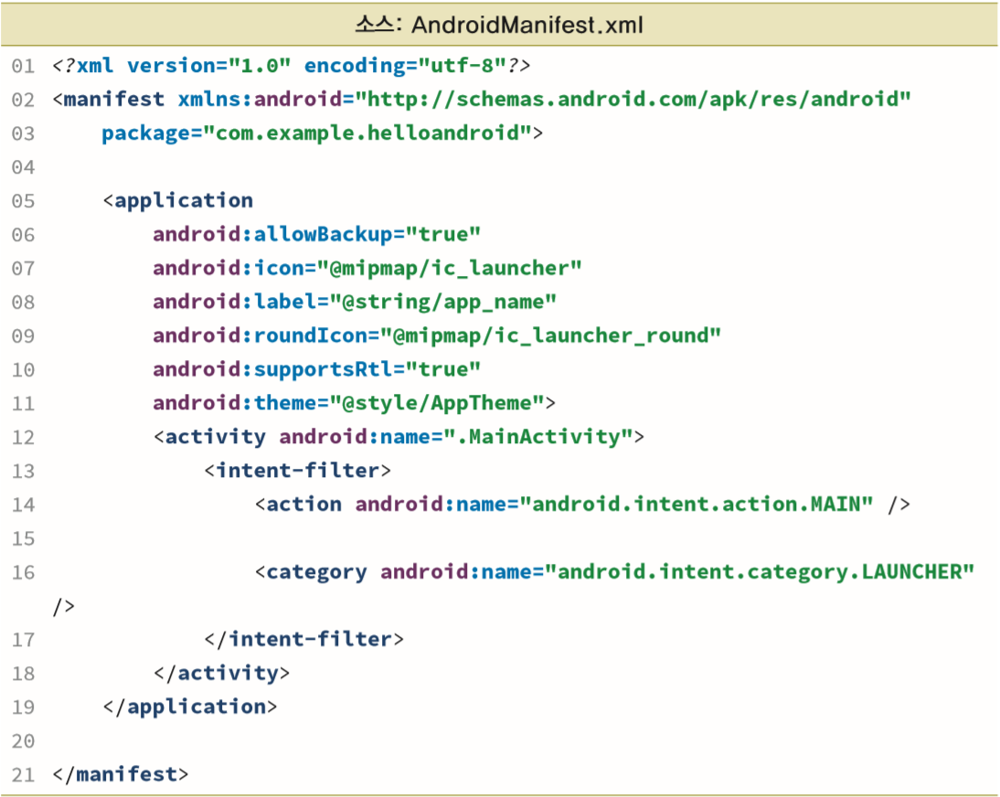 소스: AndroidManifest.xml
01 <?xml version="1.0" encoding="utf-8"?>
02 <manifest xmlns:android="http://schemas.android.com/apk/res/android"
03     package="com.example.helloandroid">
04
05     <application
06         android:allowBackup="true"
07         android:icon="@mipmap/ic_launcher"
08         android:label="@string/app_name"
09         android:roundIcon="@mipmap/ic_launcher_round"
10         android:supportsRtl="true"
11         android:theme="@style/AppTheme">
12         <activity android:name=".MainActivity">
13             <intent-filter>
14                 <action android:name="android.intent.action.MAIN" />
15
16                 <category android:name="android.intent.category.LAUNCHER"
/>
17             </intent-filter>
18         </activity>
19     </application>
20
21 </manifest>